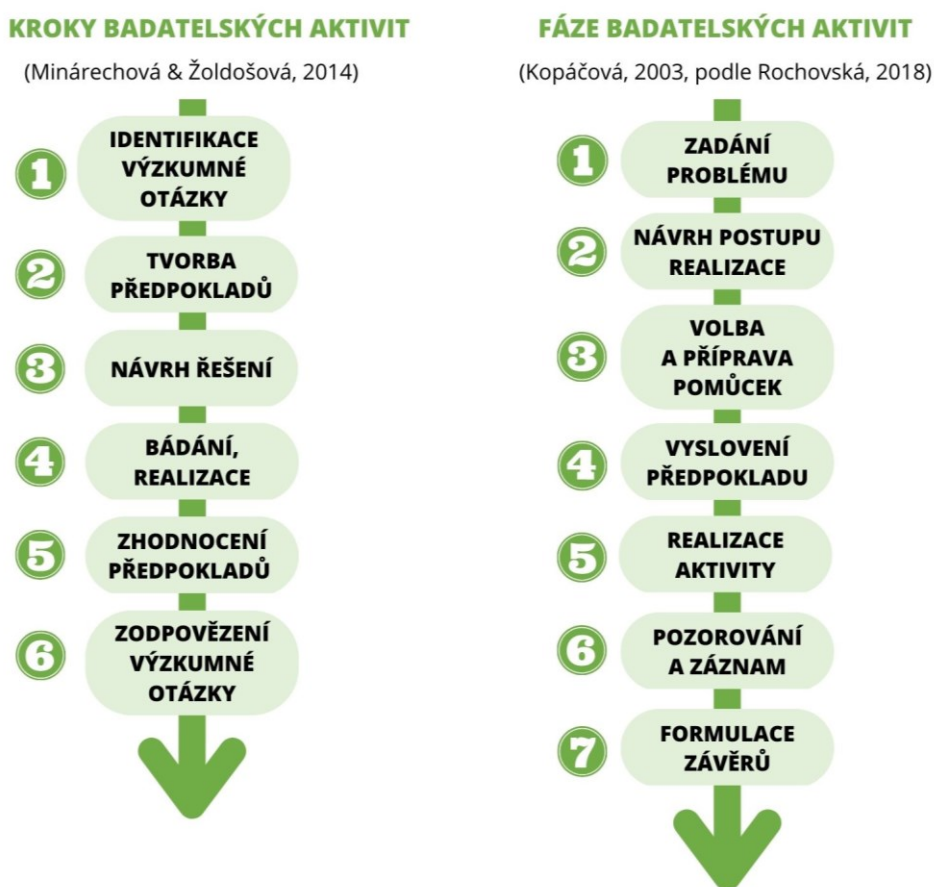 KROKY BADATELSKÝCH AKTIVIT
(Minárechová & Žoldošová, 2014)
1
IDENTIFIKACE
VÝZKUMNÉ
OTÁZKY
2
TVORBA
PŘEDPOKLADŮ
3
NÁVRH ŘEŠENÍ
4
BÁDÁNÍ,
REALIZACE
5
ZHODNOCENÍ
PŘEDPOKLADŮ
6
ZODPOVĚZENÍ
VÝZKUMNÉ
OTÁZKY
FÁZE BADATELSKÝCH AKTIVIT
(Kopáčová, 2003, podle Rochovská, 2018)
1
ZADÁNÍ
PROBLÉMU
2
NÁVRH POSTUPU
REALIZACE
3
VOLBA
A PŘÍPRAVA
POMŮCEK
4
VYSLOVENÍ
PŘEDPOKLADU
5
REALIZACE
AKTIVITY
6
POZOROVÁNÍ
A ZÁZNAM
7
FORMULACE
ZÁVĚRŮ